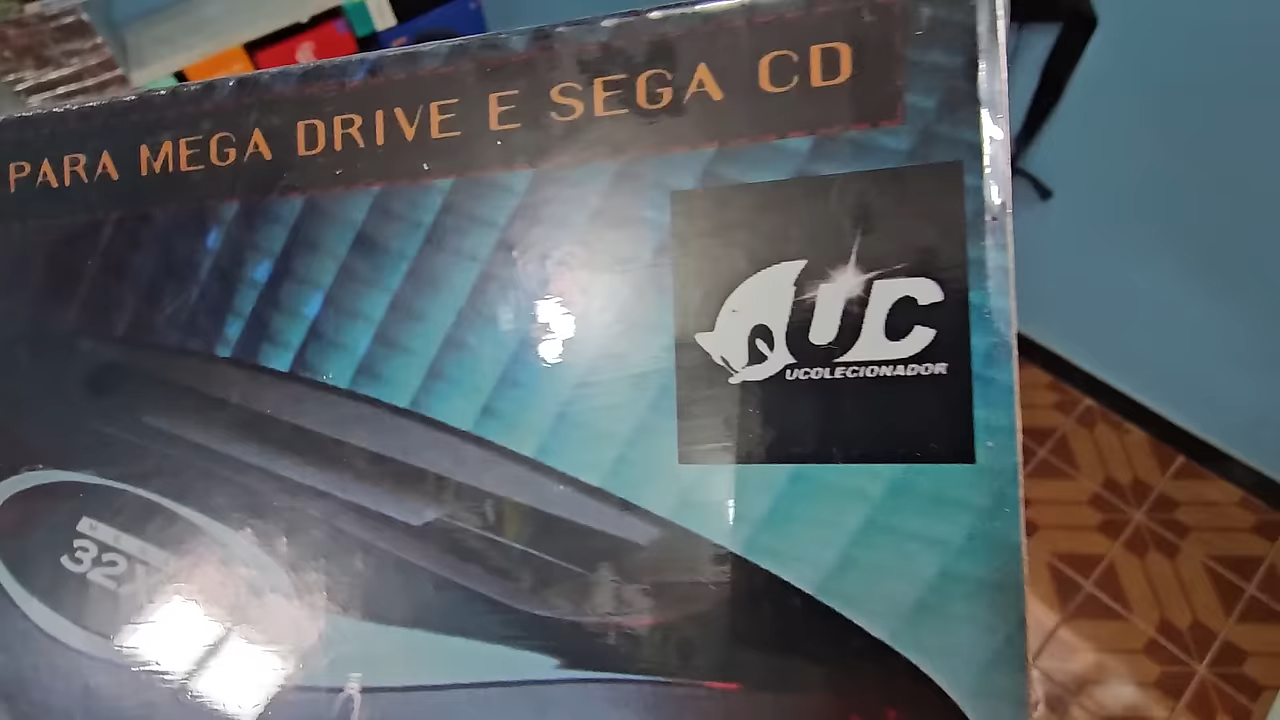 PARA MEGA DRIVE E SEGA CD
UC
UCOLECIONADOR
32X